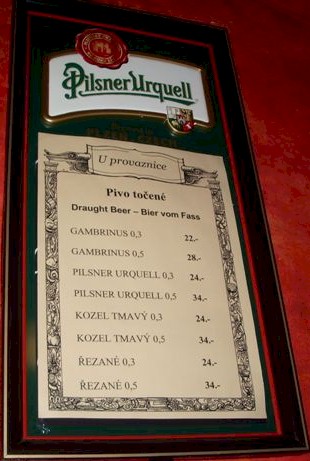 Pilsner Urquell
PLZEŇ CZECH
U provaznice
Pivo točené
Draught Beer – Bier vom Fass
GAMBRINUS 0,3 22.-
GAMBRINUS 0,5 28.-
PILSNER URQUELL 0,3 24.-
PILSNER URQUELL 0,5 34.-
KOZEL TMAVÝ 0,3 24.-
KOZEL TMAVÝ 0,5 34.-
ŘEZANÉ 0,3 24.-
ŘEZANÉ 0,5 34.-